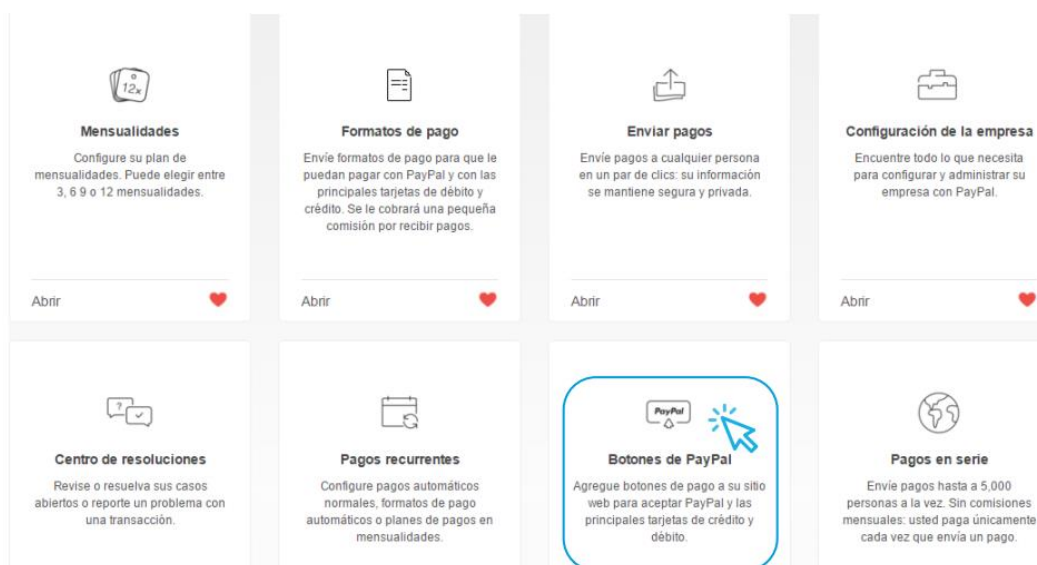 12x
Mensualidades
Configure su plan de
mensualidades. Puede elegir entre
3, 6 9 o 12 mensualidades.
Abrir
Formatos de pago
Envíe formatos de pago para que le
puedan pagar con PayPal y con las
principales tarjetas de débito y
crédito. Se le cobrará una pequeña
comisión por recibir pagos.
Abrir
Enviar pagos
Envíe pagos a cualquier persona
en un par de clics: su información
se mantiene segura y privada.
Abrir
Configuración de la empresa
Encuentre todo lo que necesita
para configurar y administrar su
empresa con PayPal.
Abrir
?
Centro de resoluciones
Revise o resuelva sus casos
abiertos o reporte un problema con
una transacción.
Pagos recurrentes
Configure pagos automáticos
normales, formatos de pago
automáticos o planes de pagos en
mensualidades.
PayPal
Botones de PayPal
Agregue botones de pago a su sitio
web para aceptar PayPal y las
principales tarjetas de crédito y
débito.
Pagos en serie
Envíe pagos hasta a 5,000
personas a la vez. Sin comisiones
mensuales: usted paga únicamente
cada vez que envía un pago.